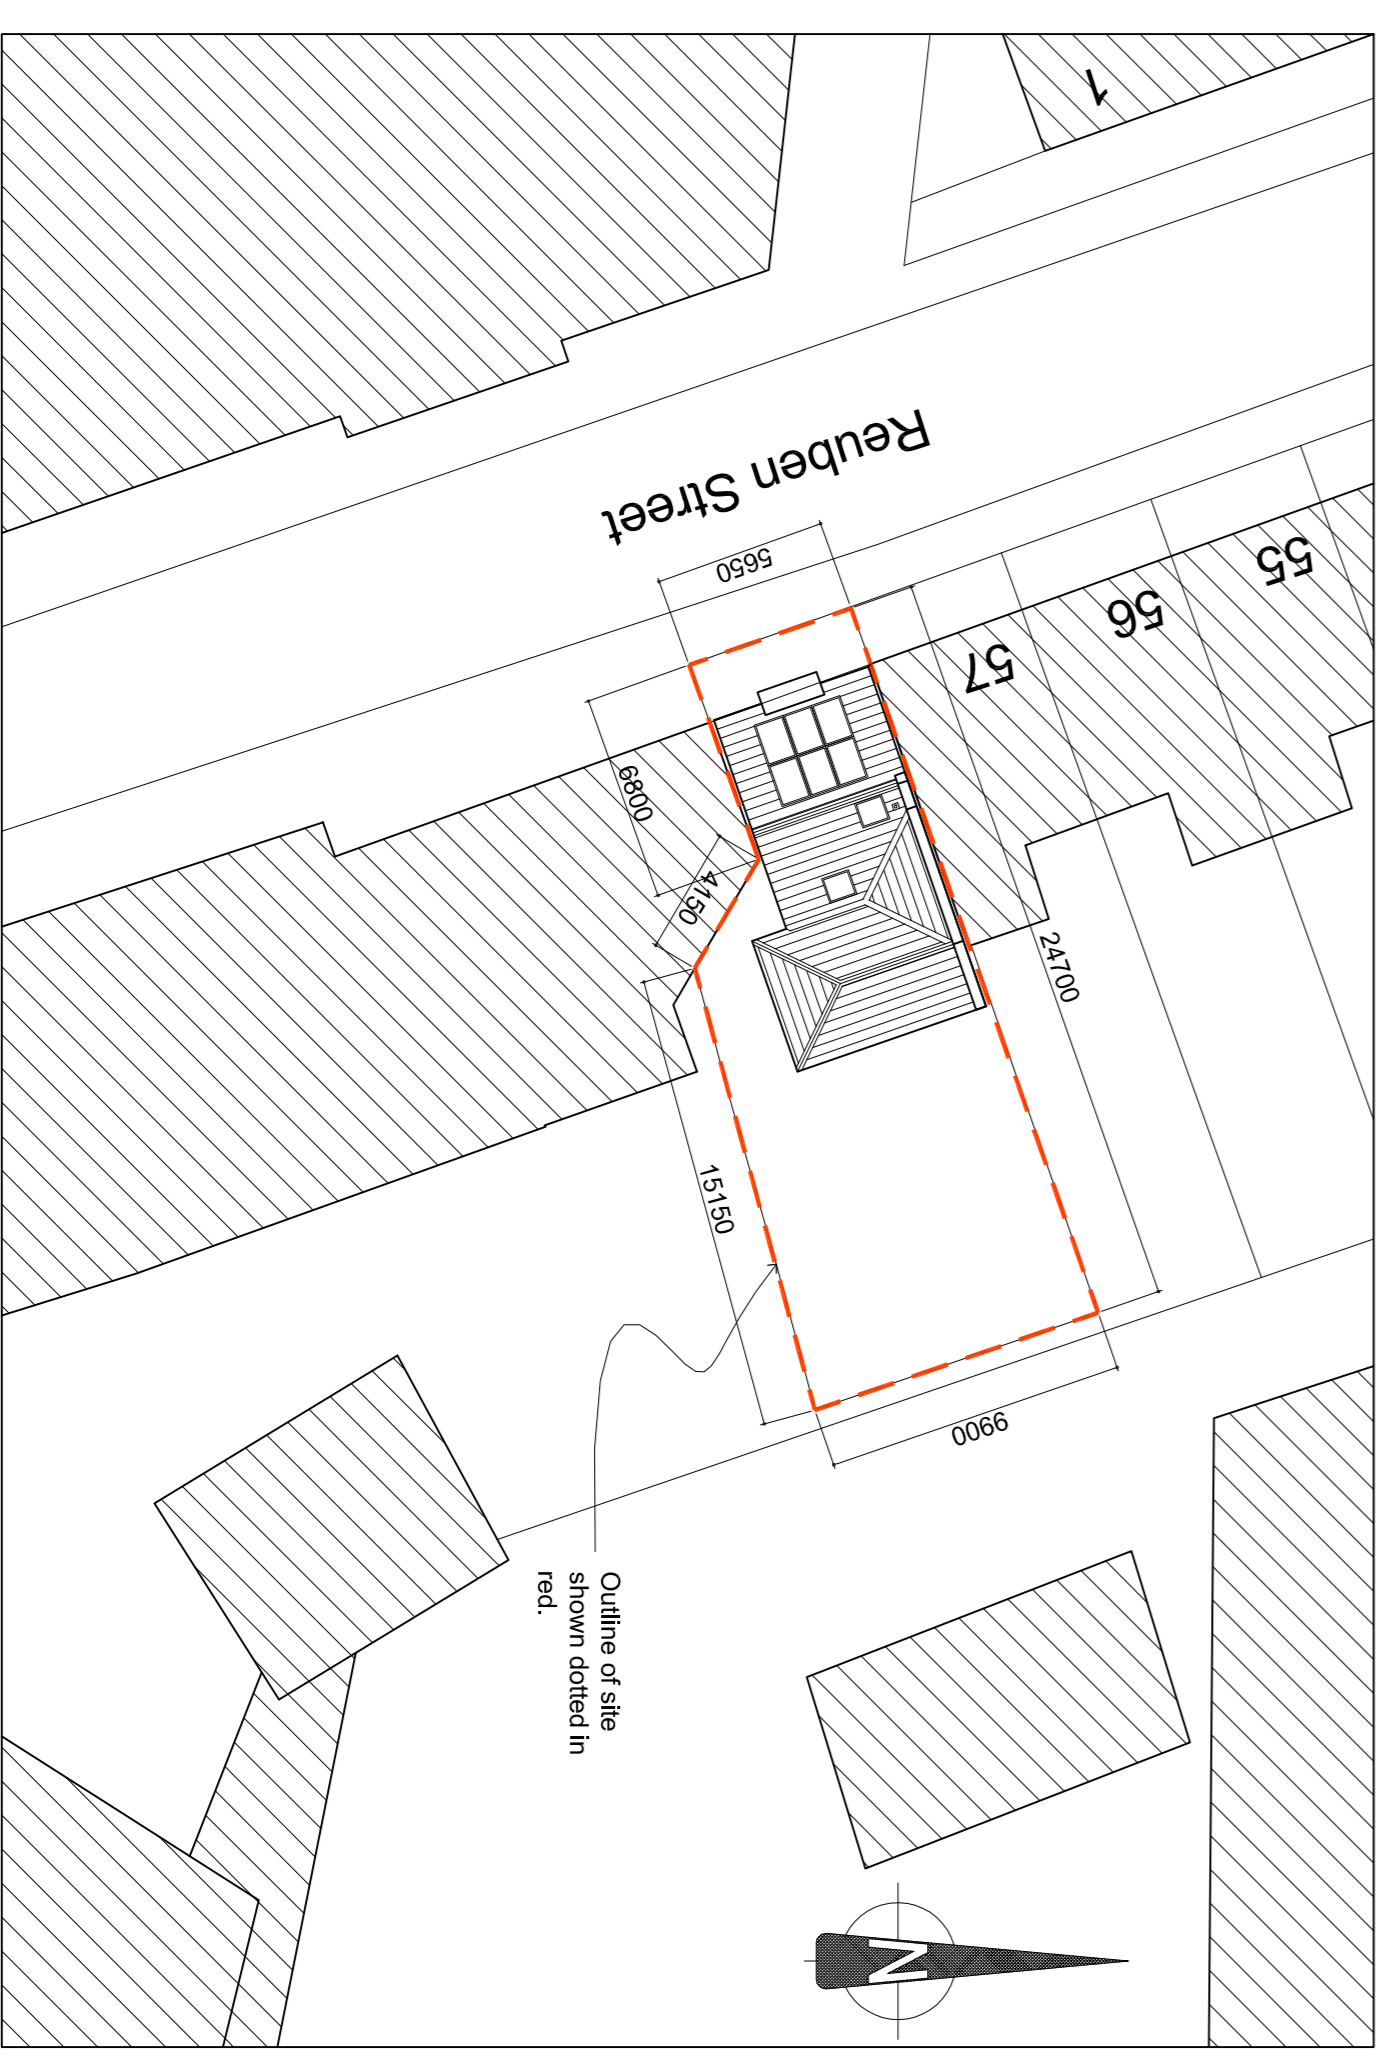 1
Reuben Street
55
56
57
5650
6800
4150
24700
15150
9900
Outline of site
shown dotted in
red.
N